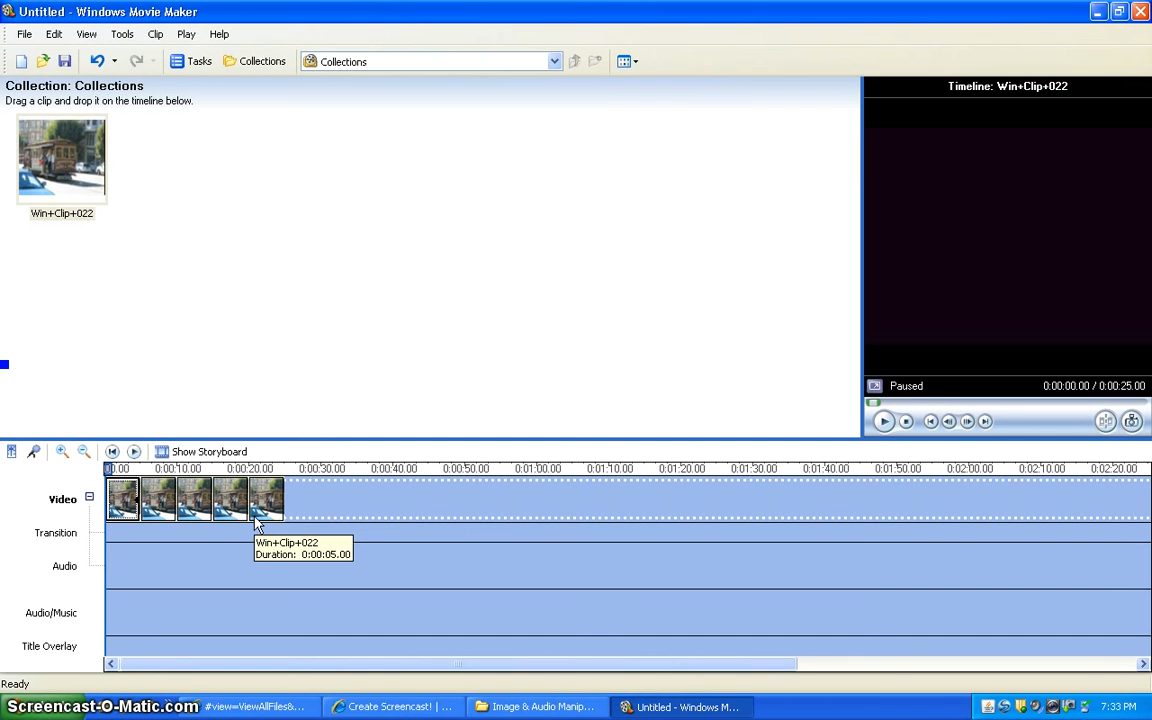 Untitled - Windows Movie Maker
File Edit View Tools Clip Play Help
Tasks Collections Collections
Collection: Collections
Drag a clip and drop it on the timeline below.
Timeline: Win+Clip+022
Win+Clip+022
Paused 0:00:00.00 / 0:00:25.00
Show Storyboard
0.00 0:00:10.00 0:00:20.00 0:00:30.00 0:00:40.00 0:00:50.00 0:01:00.00 0:01:10.00 0:01:20.00 0:01:30.00 0:01:40.00 0:01:50.00 0:02:00.00 0:02:10.00 0:02:20.00
Video
Transition
Win+Clip+022
Duration: 0:00:05.00
Audio
Audio/Music
Title Overlay
Ready
Screencast-O-Matic.com #view=ViewAllFiles&... Create Screencast! | ... Image & Audio Manip... Untitled - Windows M... 7:33 PM